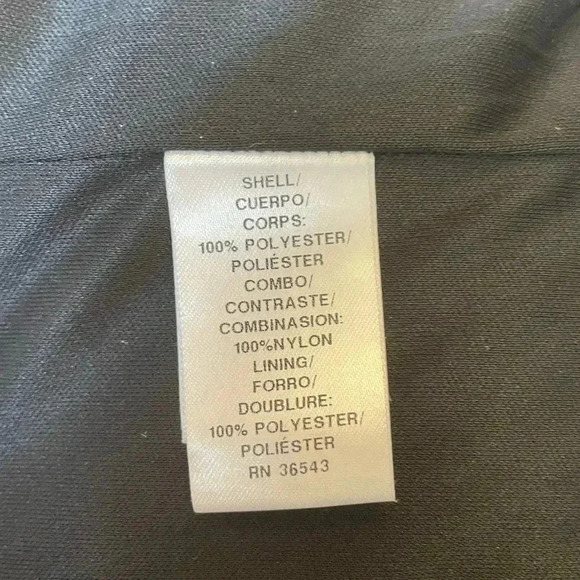 SHELL/
CUERPO/
CORPS:
100% POLYESTER/
POLIÉSTER
COMBO/
CONTRASTE/
COMBINASION:
100%NYLON
LINING/
FORRO/
DOUBLURE:
100% POLYESTER/
POLIÉSTER
RN 36543